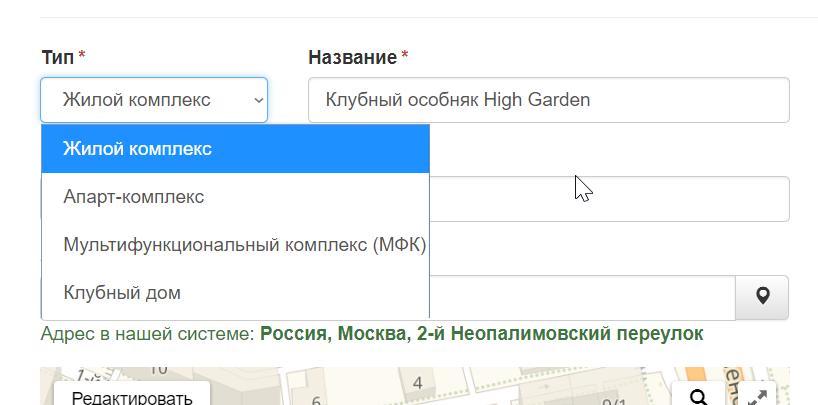 Тип *
Название *
Жилой комплекс
Клубный особняк High Garden
Жилой комплекс
Апарт-комплекс
Мультифункциональный комплекс (МФК)
Клубный дом
Адрес в нашей системе: Россия, Москва, 2-й Неопалимовский переулок
10
4
6
9/1
Редактировать